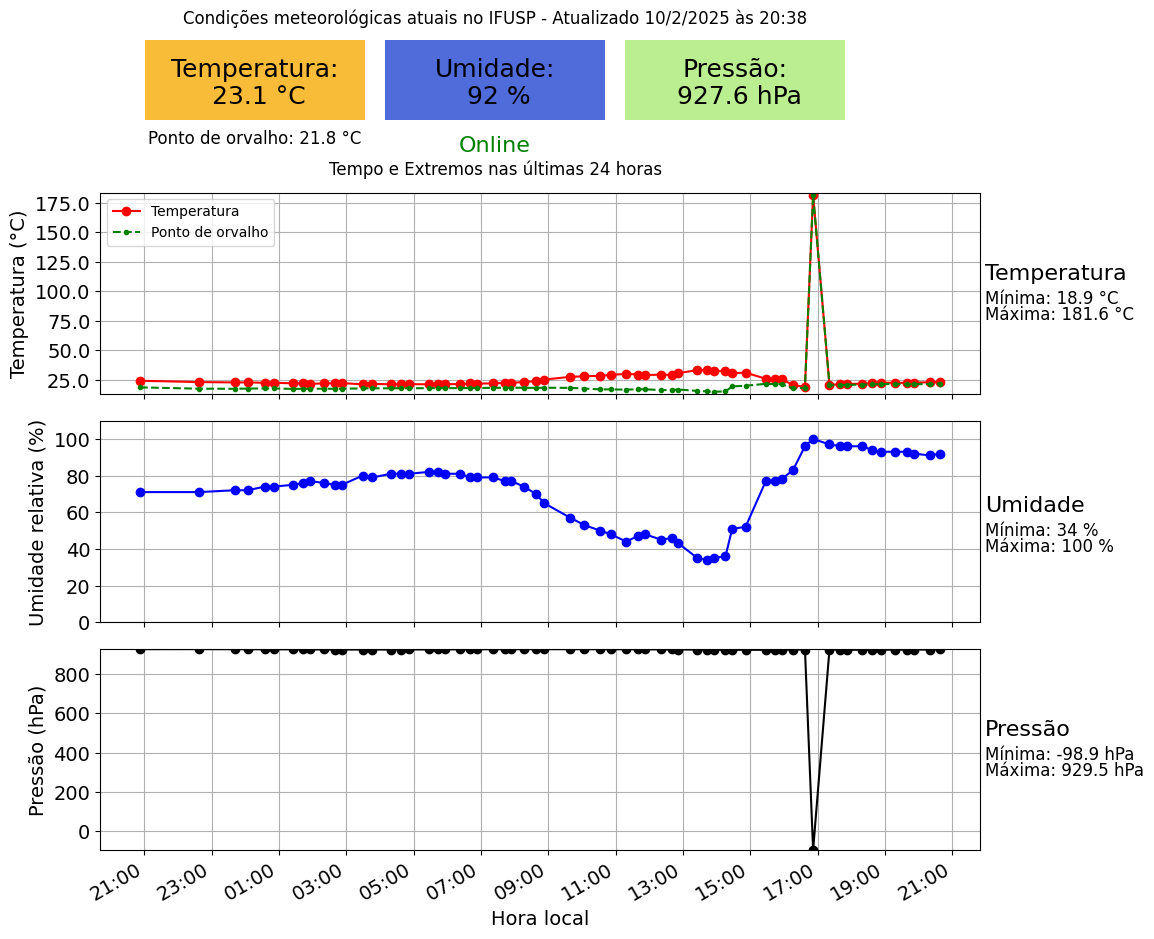 Condições meteorológicas atuais no IFUSP - Atualizado 10/2/2025 às 20:38
Temperatura:
23.1 °C
Umidade:
92 %
Pressão:
927.6 hPa
Ponto de orvalho: 21.8 °C
Online
Tempo e Extremos nas últimas 24 horas
Temperatura (°C)
175.0
150.0
125.0
100.0
75.0
50.0
25.0
Temperatura
Ponto de orvalho
Temperatura
Mínima: 18.9 °C
Máxima: 181.6 °C
Umidade relativa (%)
100
80
60
40
20
0
Umidade
Mínima: 34 %
Máxima: 100 %
Pressão (hPa)
800
600
400
200
0
Pressão
Mínima: -98.9 hPa
Máxima: 929.5 hPa
21:00 23:00 01:00 03:00 05:00 07:00 09:00 11:00 13:00 15:00 17:00 19:00 21:00
Hora local